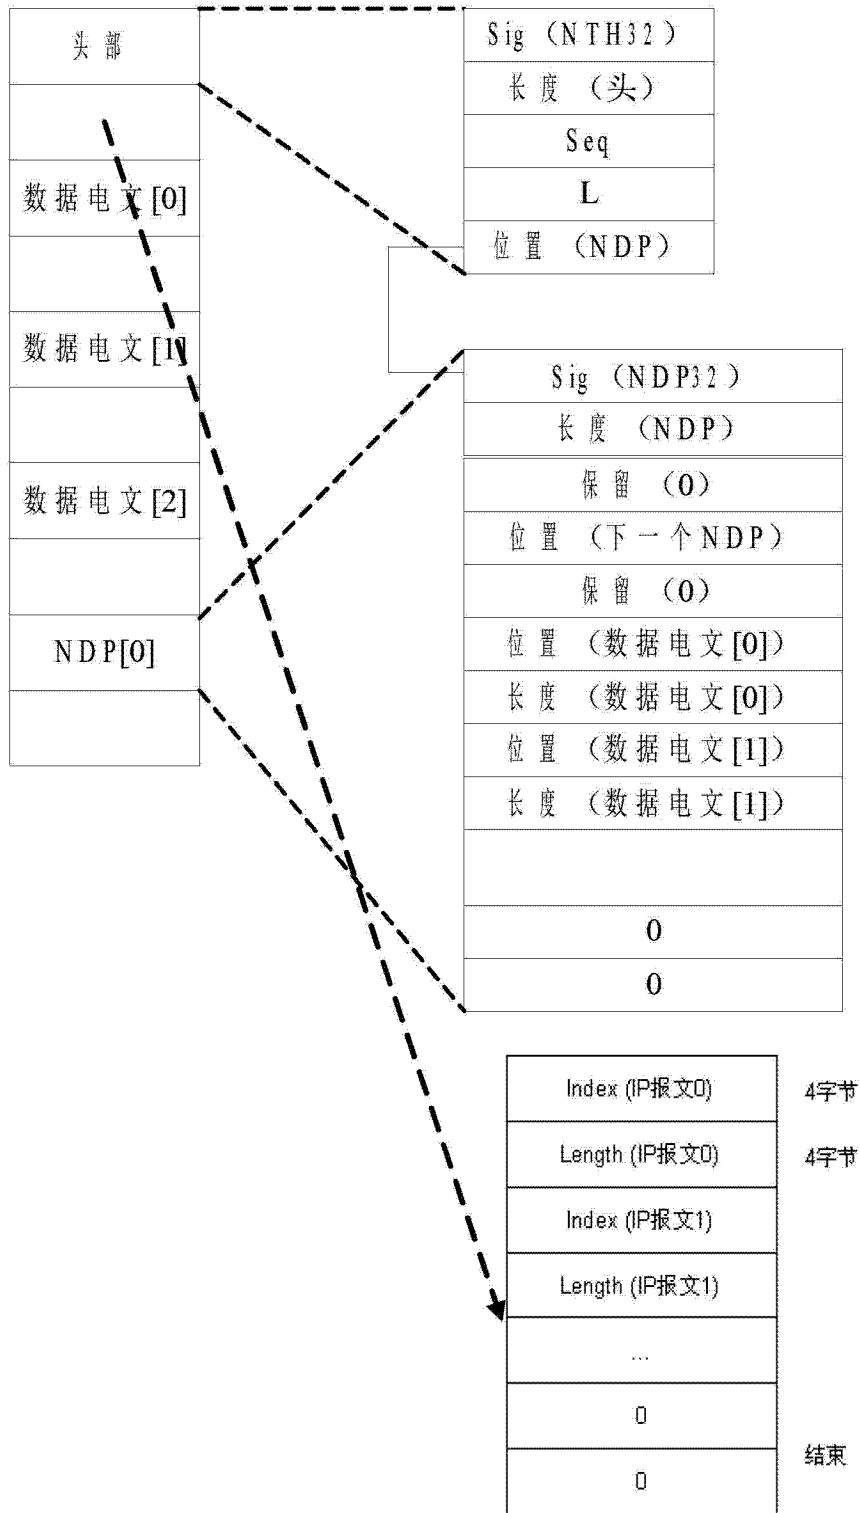 头部
数据电文[0]
数据电文[1]
数据电文[2]
NDP[0]
Sig（NTH32）
长度（头）
Seq
L
位置（NDP）
Sig（NDP32）
长度（NDP）
保留（0）
位置（下一个NDP）
保留（0）
位置（数据电文[0]）
长度（数据电文[0]）
位置（数据电文[1]）
长度（数据电文[1]）
0
0
Index (IP报文0) 4字节
Length (IP报文0) 4字节
Index (IP报文1)
Length (IP报文1)
...
0
结束
0